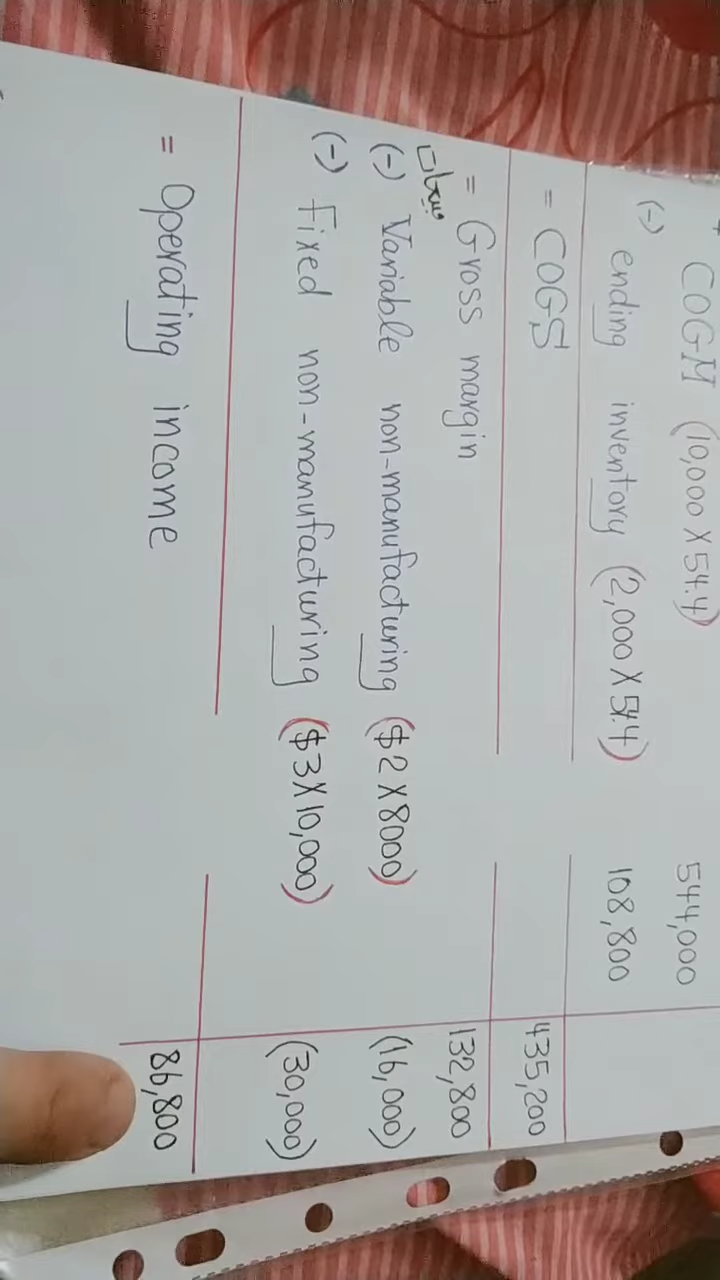 COGM (10,000 X 54.4) 544,000
(-) ending inventory (2,000 X 54.4) 108,800
= COGS 435,200
= Gross margin 132,800
مبيعات
(-) Variable non-manufacturing ($2 X 8000) (16,000)
(-) Fixed non-manufacturing ($3 X 10,000) (30,000)
= Operating income 86,800